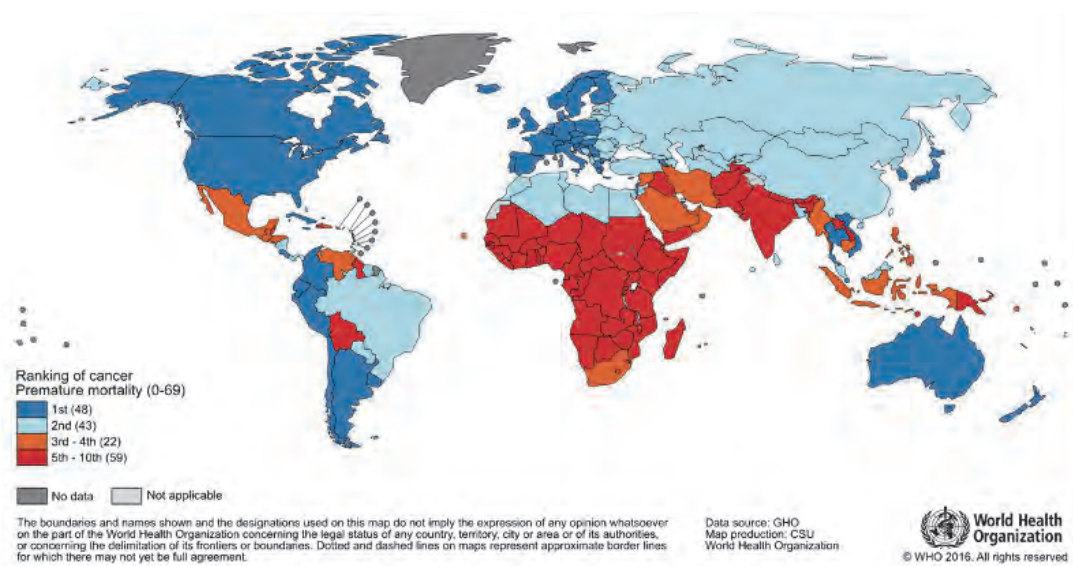 Ranking of cancer
Premature mortality (0-69)
1st (48)
2nd (43)
3rd - 4th (22)
5th - 10th (59)
No data
Not applicable
The boundaries and names shown and the designations used on this map do not imply the expression of any opinion whatsoever
on the part of the World Health Organization concerning the legal status of any country, territory, city or area or of its authorities,
or concerning the delimitation of its frontiers or boundaries. Dotted and dashed lines on maps represent approximate border lines
for which there may not yet be full agreement.
Data source: GHO
Map production: CSU
World Health Organization
World Health
Organization
© WHO 2016. All rights reserved